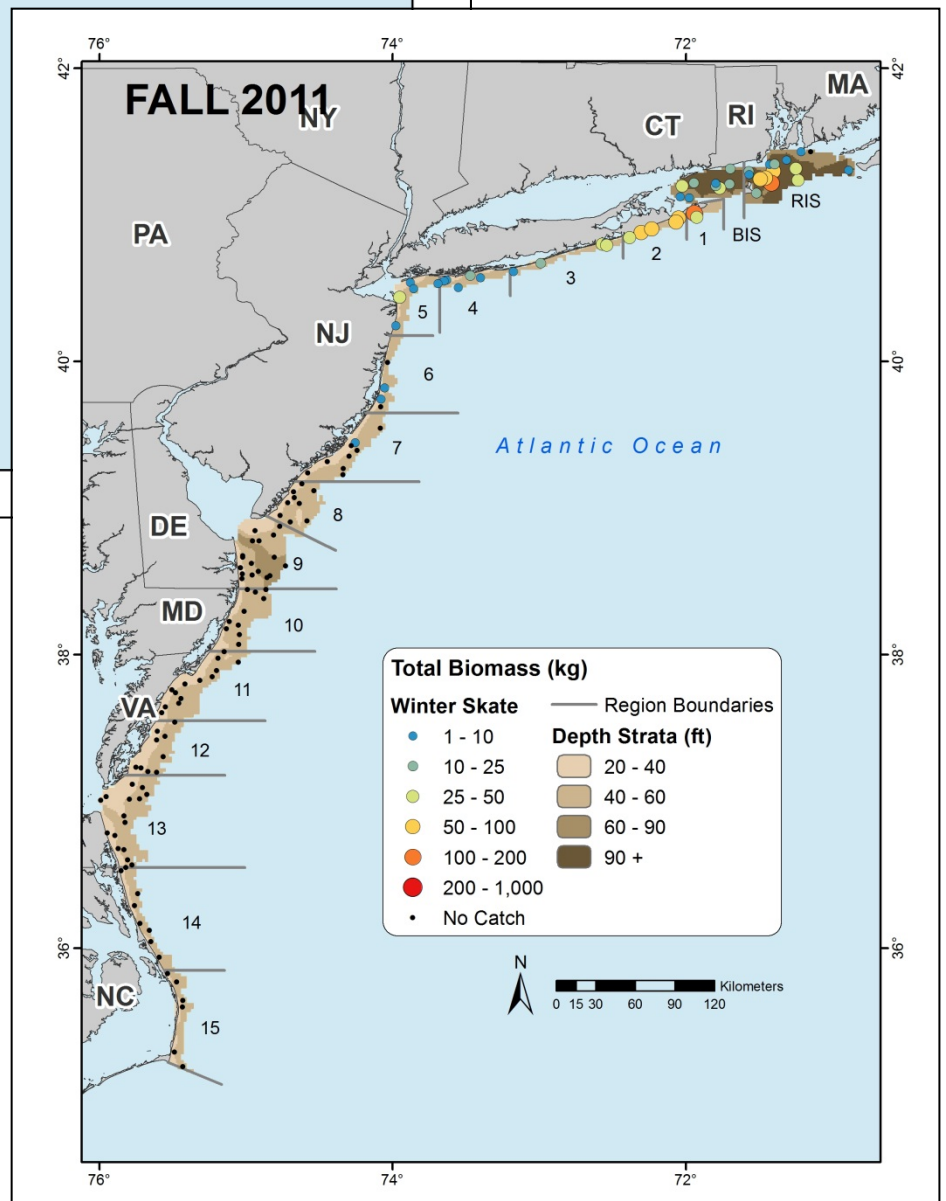 76° 74° 72°
42° 42°
FALL 2011
NY
MA
RI
CT
PA
RIS
BIS
1
2
3
4
5
NJ
40° 40°
6
7
Atlantic Ocean
8
DE
9
MD
10
38° 38°
11
VA
12
13
14
36° 36°
NC
15
Total Biomass (kg)
Winter Skate
1 - 10
10 - 25
25 - 50
50 - 100
100 - 200
200 - 1,000
No Catch
Region Boundaries
Depth Strata (ft)
20 - 40
40 - 60
60 - 90
90 +
N
Kilometers
0 15 30 60 90 120
76° 74° 72°